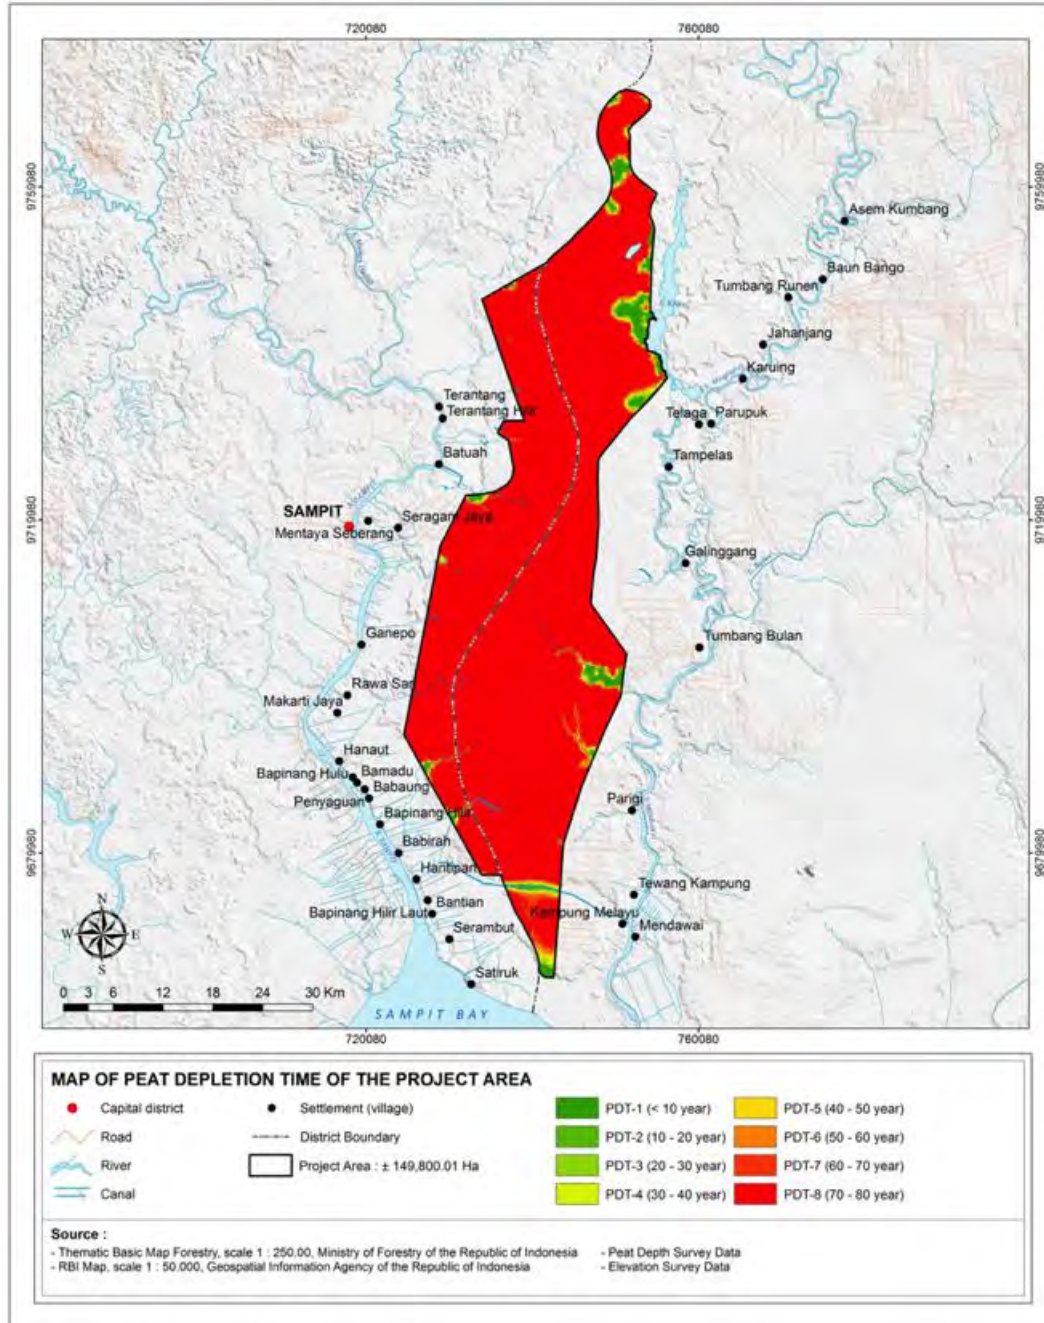 720080
760080
9759980
9759980
Asem Kumbang
Baun Bango
Tumbang Runen
Jahanjang
Karuing
Terantang
Terantang Hilir
Telaga
Parupuk
Batuah
Tampelas
SAMPIT
Seragam Jaya
Mentaya Seberang
9719980
9719980
Galinggang
Ganepo
Tumbang Bulan
Rawa Sari
Makarti Jaya
Hanaut
Bapinang Hulu
Bamadu
Babaung
Penyaguan
Bapinang Hilir
Parigi
Babirah
9679980
9679980
Hantipan
Tewang Kampung
Bantian
Bapinang Hilir Laut
Kampung Melayu
Mendawai
Serambut
Satiruk
N
W
E
S
0 3 6 12 18 24 30 Km
SAMPIT BAY
720080
760080
MAP OF PEAT DEPLETION TIME OF THE PROJECT AREA
Capital district
Road
River
Canal
Settlement (village)
District Boundary
Project Area : ± 149,800.01 Ha
PDT-1 (< 10 year)
PDT-2 (10 - 20 year)
PDT-3 (20 - 30 year)
PDT-4 (30 - 40 year)
PDT-5 (40 - 50 year)
PDT-6 (50 - 60 year)
PDT-7 (60 - 70 year)
PDT-8 (70 - 80 year)
Source :
- Thematic Basic Map Forestry, scale 1 : 250.00, Ministry of Forestry of the Republic of Indonesia
- RBI Map, scale 1 : 50.000, Geospatial Information Agency of the Republic of Indonesia
- Peat Depth Survey Data
- Elevation Survey Data